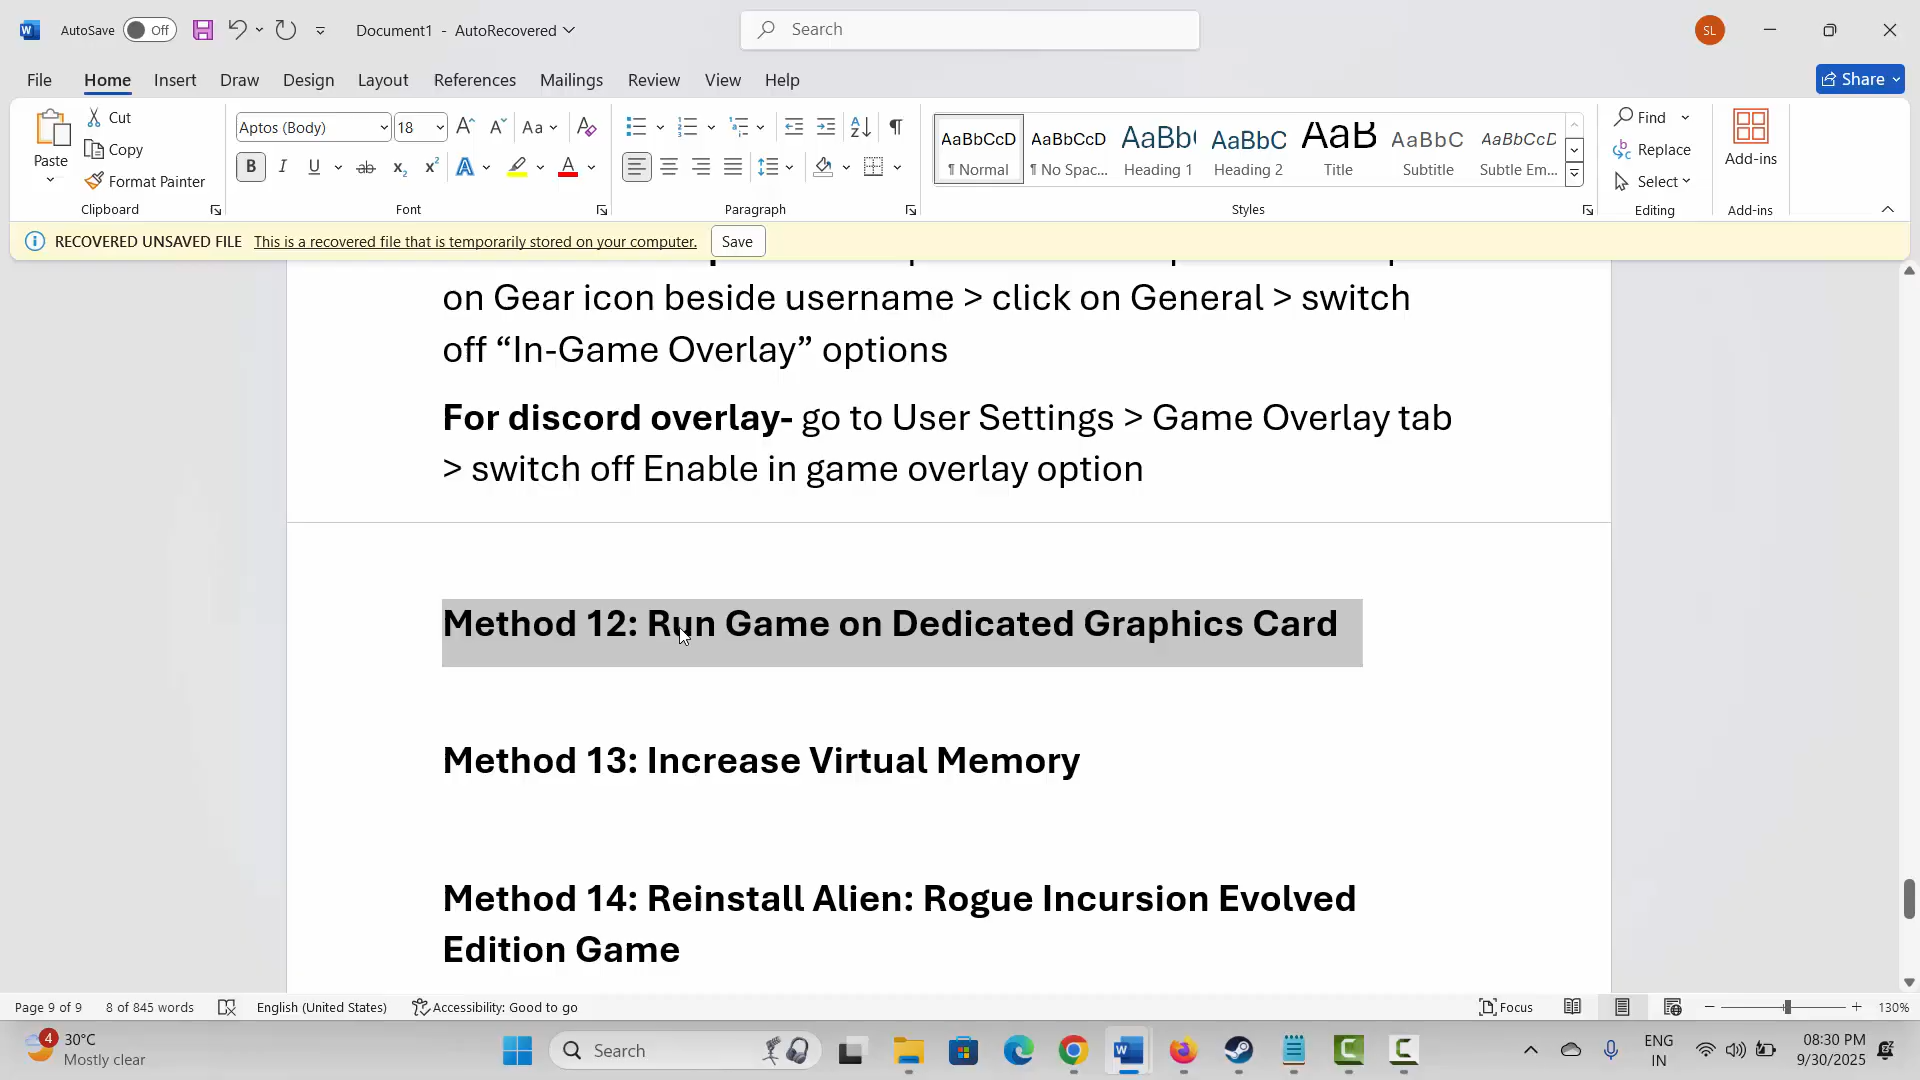 AutoSave Off Document1 - AutoRecovered Search SL
File Home Insert Draw Design Layout References Mailings Review View Help Share
Paste Cut Copy Format Painter Clipboard
Aptos (Body) 18 Aa Font
Paragraph
AaBbCcD AaBbCcD AaBb( AaBbC AaB AaBbC AaBbCcD
¶ Normal ¶ No Spac... Heading 1 Heading 2 Title Subtitle Subtle Em...
Styles
Find Replace Select Editing
Add-ins Add-ins
RECOVERED UNSAVED FILE This is a recovered file that is temporarily stored on your computer. Save
on Gear icon beside username > click on General > switch
off “In-Game Overlay” options
For discord overlay- go to User Settings > Game Overlay tab
> switch off Enable in game overlay option
Method 12: Run Game on Dedicated Graphics Card
Method 13: Increase Virtual Memory
Method 14: Reinstall Alien: Rogue Incursion Evolved
Edition Game
Page 9 of 9 8 of 845 words English (United States) Accessibility: Good to go Focus 130%
4 30°C Mostly clear
Search
ENG IN
08:30 PM
9/30/2025